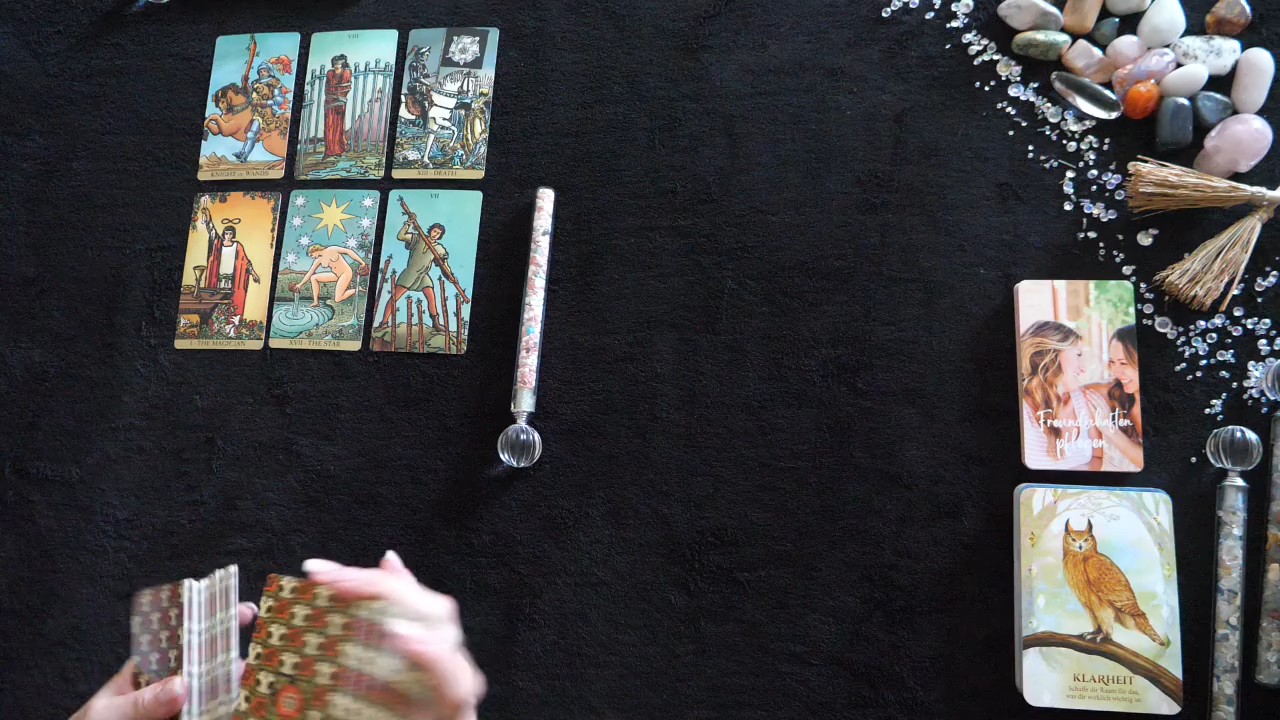 KNIGHT of WANDS
VIII
XIII - DEATH
I - THE MAGICIAN
XVII - THE STAR
VII
Freundschaften
pflegen
KLARHEIT
Schaffe dir Raum für das,
was dir wirklich wichtig ist.